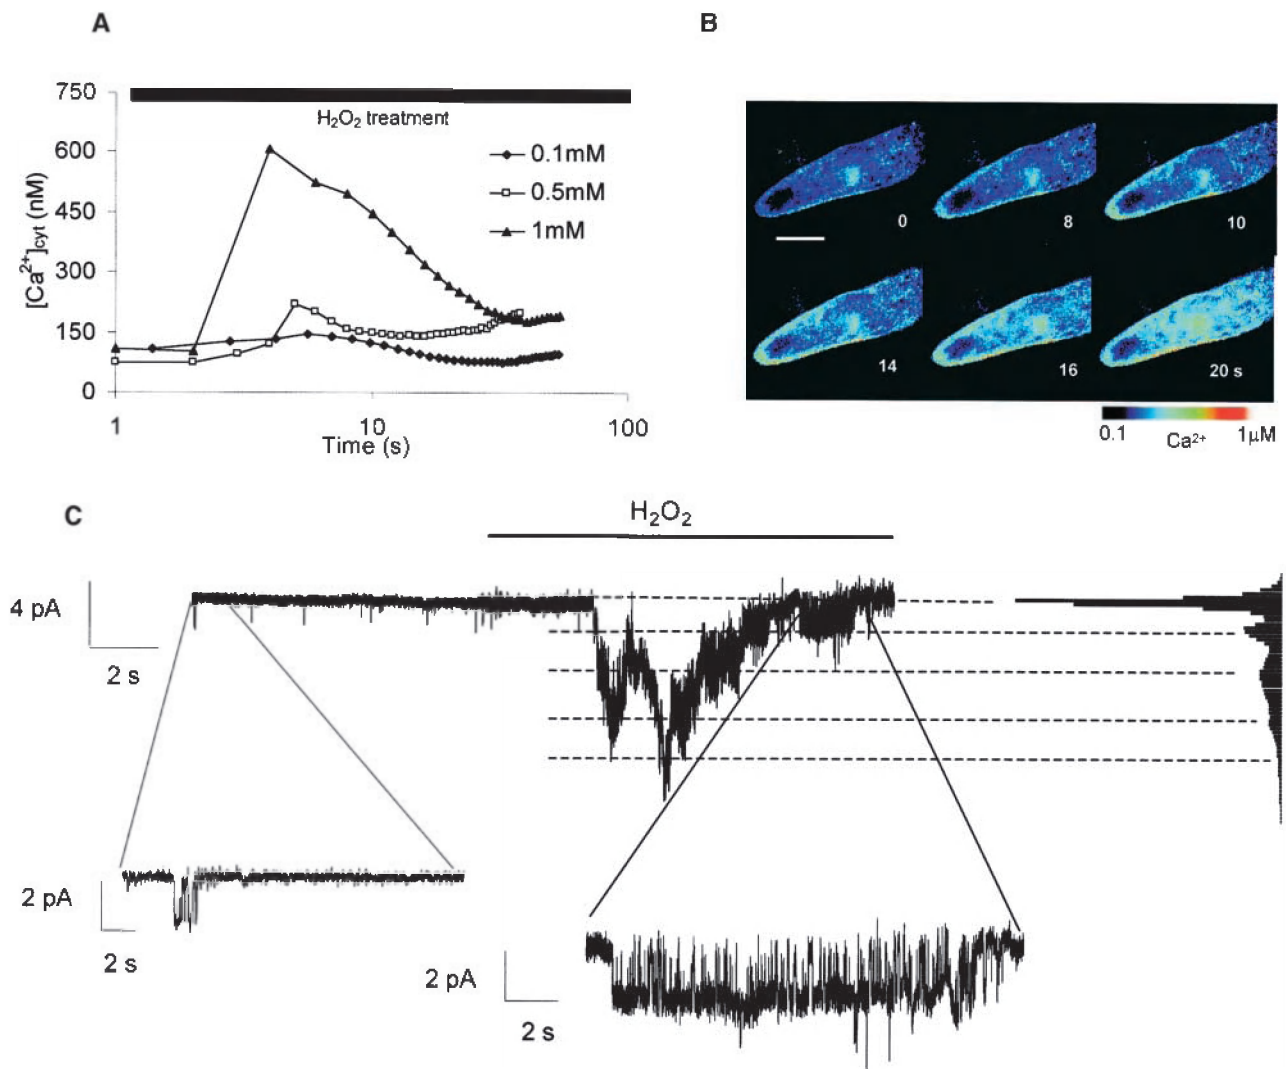 A
B
750
600
450
300
150
0
[Ca²⁺]cyt (nM)
H₂O₂ treatment
0.1mM
0.5mM
1mM
1
10
100
Time (s)
0
8
10
14
16
20 s
0.1
Ca²⁺
1μM
C
H₂O₂
4 pA
2 s
2 pA
2 s
2 pA
2 s